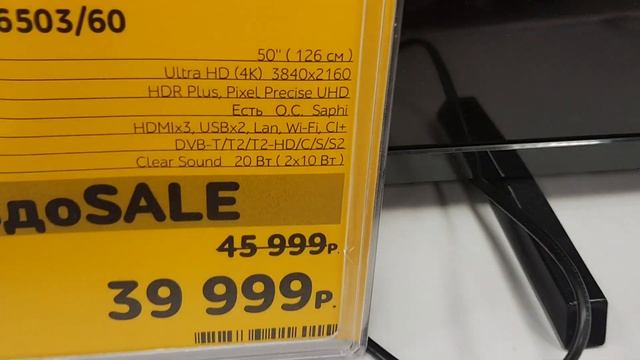 6503/60
50" ( 126 см )
Ultra HD (4K) 3840x2160
HDR Plus, Pixel Precise UHD
Есть О.С. Saphi
HDMIx3, USBx2, Lan, Wi-Fi, CI+
DVB-T/T2/T2-HD/C/S/S2
Clear Sound 20 Вт ( 2x10 Вт )
доSALE
45 999р.
39 999р.